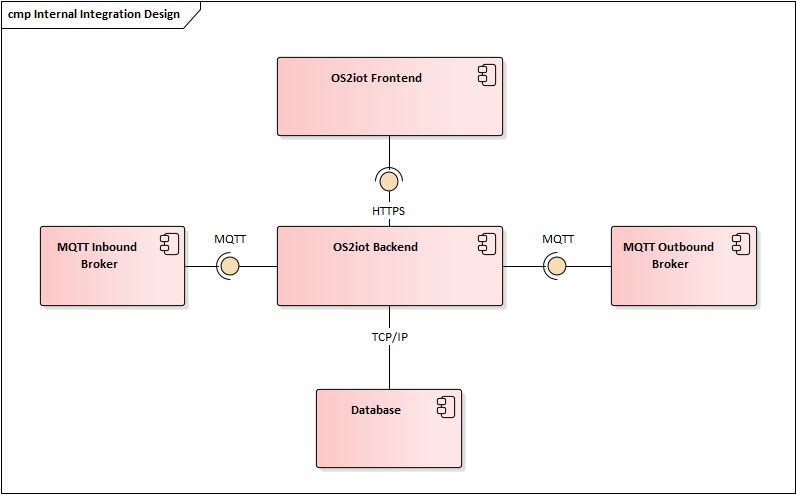 cmp Internal Integration Design
OS2iot Frontend
HTTPS
MQTT Inbound
Broker
MQTT
OS2iot Backend
MQTT
MQTT Outbound
Broker
TCP/IP
Database